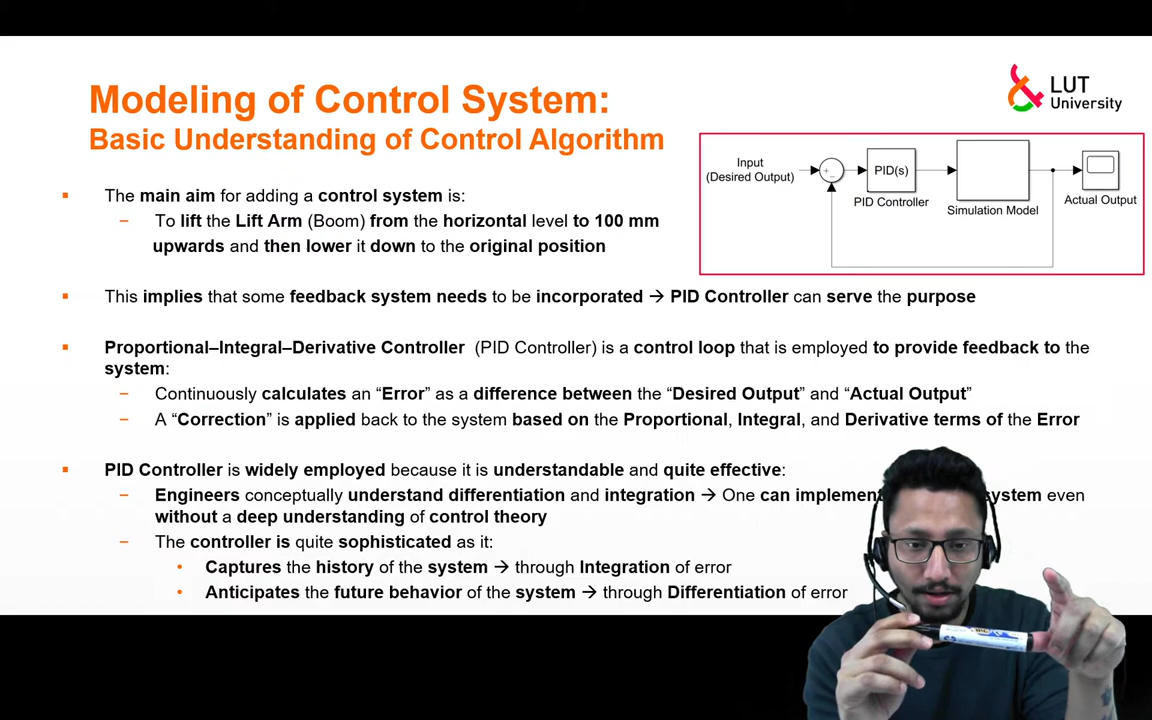 Modeling of Control System:
Basic Understanding of Control Algorithm
LUT
University
▪ The main aim for adding a control system is:
− To lift the Lift Arm (Boom) from the horizontal level to 100 mm
upwards and then lower it down to the original position
Input
(Desired Output)
+
−
PID(s)
PID Controller
Simulation Model
Actual Output
▪ This implies that some feedback system needs to be incorporated → PID Controller can serve the purpose
▪ Proportional–Integral–Derivative Controller (PID Controller) is a control loop that is employed to provide feedback to the
system:
− Continuously calculates an “Error” as a difference between the “Desired Output” and “Actual Output”
− A “Correction” is applied back to the system based on the Proportional, Integral, and Derivative terms of the Error
▪ PID Controller is widely employed because it is understandable and quite effective:
− Engineers conceptually understand differentiation and integration → One can implement system even
without a deep understanding of control theory
− The controller is quite sophisticated as it:
• Captures the history of the system → through Integration of error
• Anticipates the future behavior of the system → through Differentiation of error